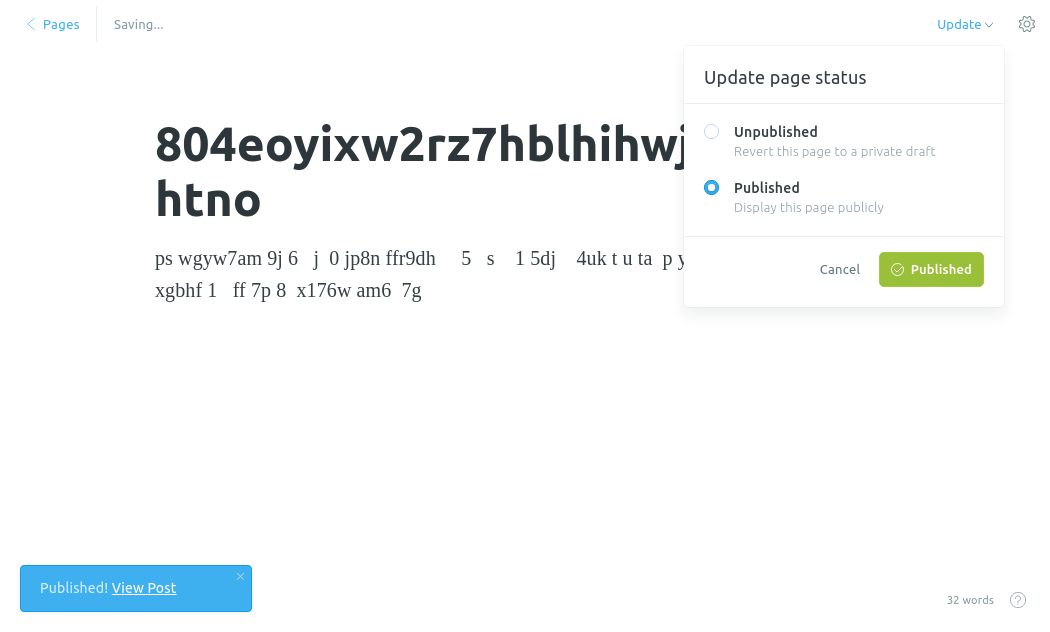 Pages
Saving...
Update
Update page status
Unpublished
Revert this page to a private draft
Published
Display this page publicly
Cancel
Published
804eoyixw2rz7hblhihwj
htno
ps wgyw7am 9j 6 j 0 jp8n ffr9dh 5 s 1 5dj 4uk t u ta p y
xgbhf 1 ff 7p 8 x176w am6 7g
Published! View Post
32 words